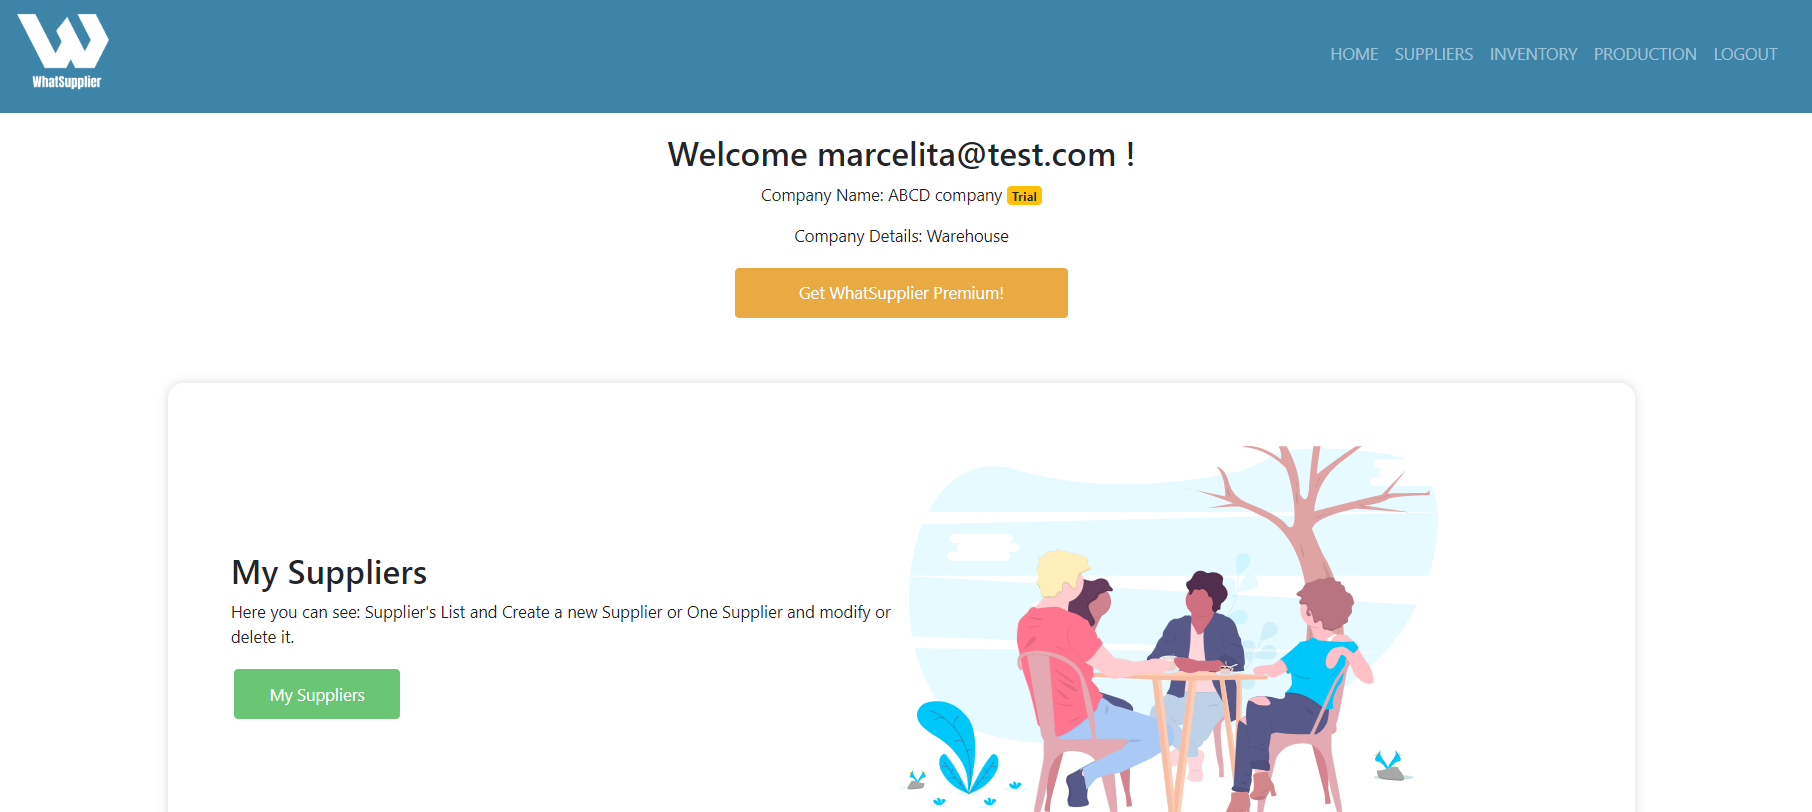 WhatSupplier
HOME SUPPLIERS INVENTORY PRODUCTION LOGOUT
Welcome marcelita@test.com !
Company Name: ABCD company Trial
Company Details: Warehouse
Get WhatSupplier Premium!
My Suppliers
Here you can see: Supplier's List and Create a new Supplier or One Supplier and modify or
delete it.
My Suppliers